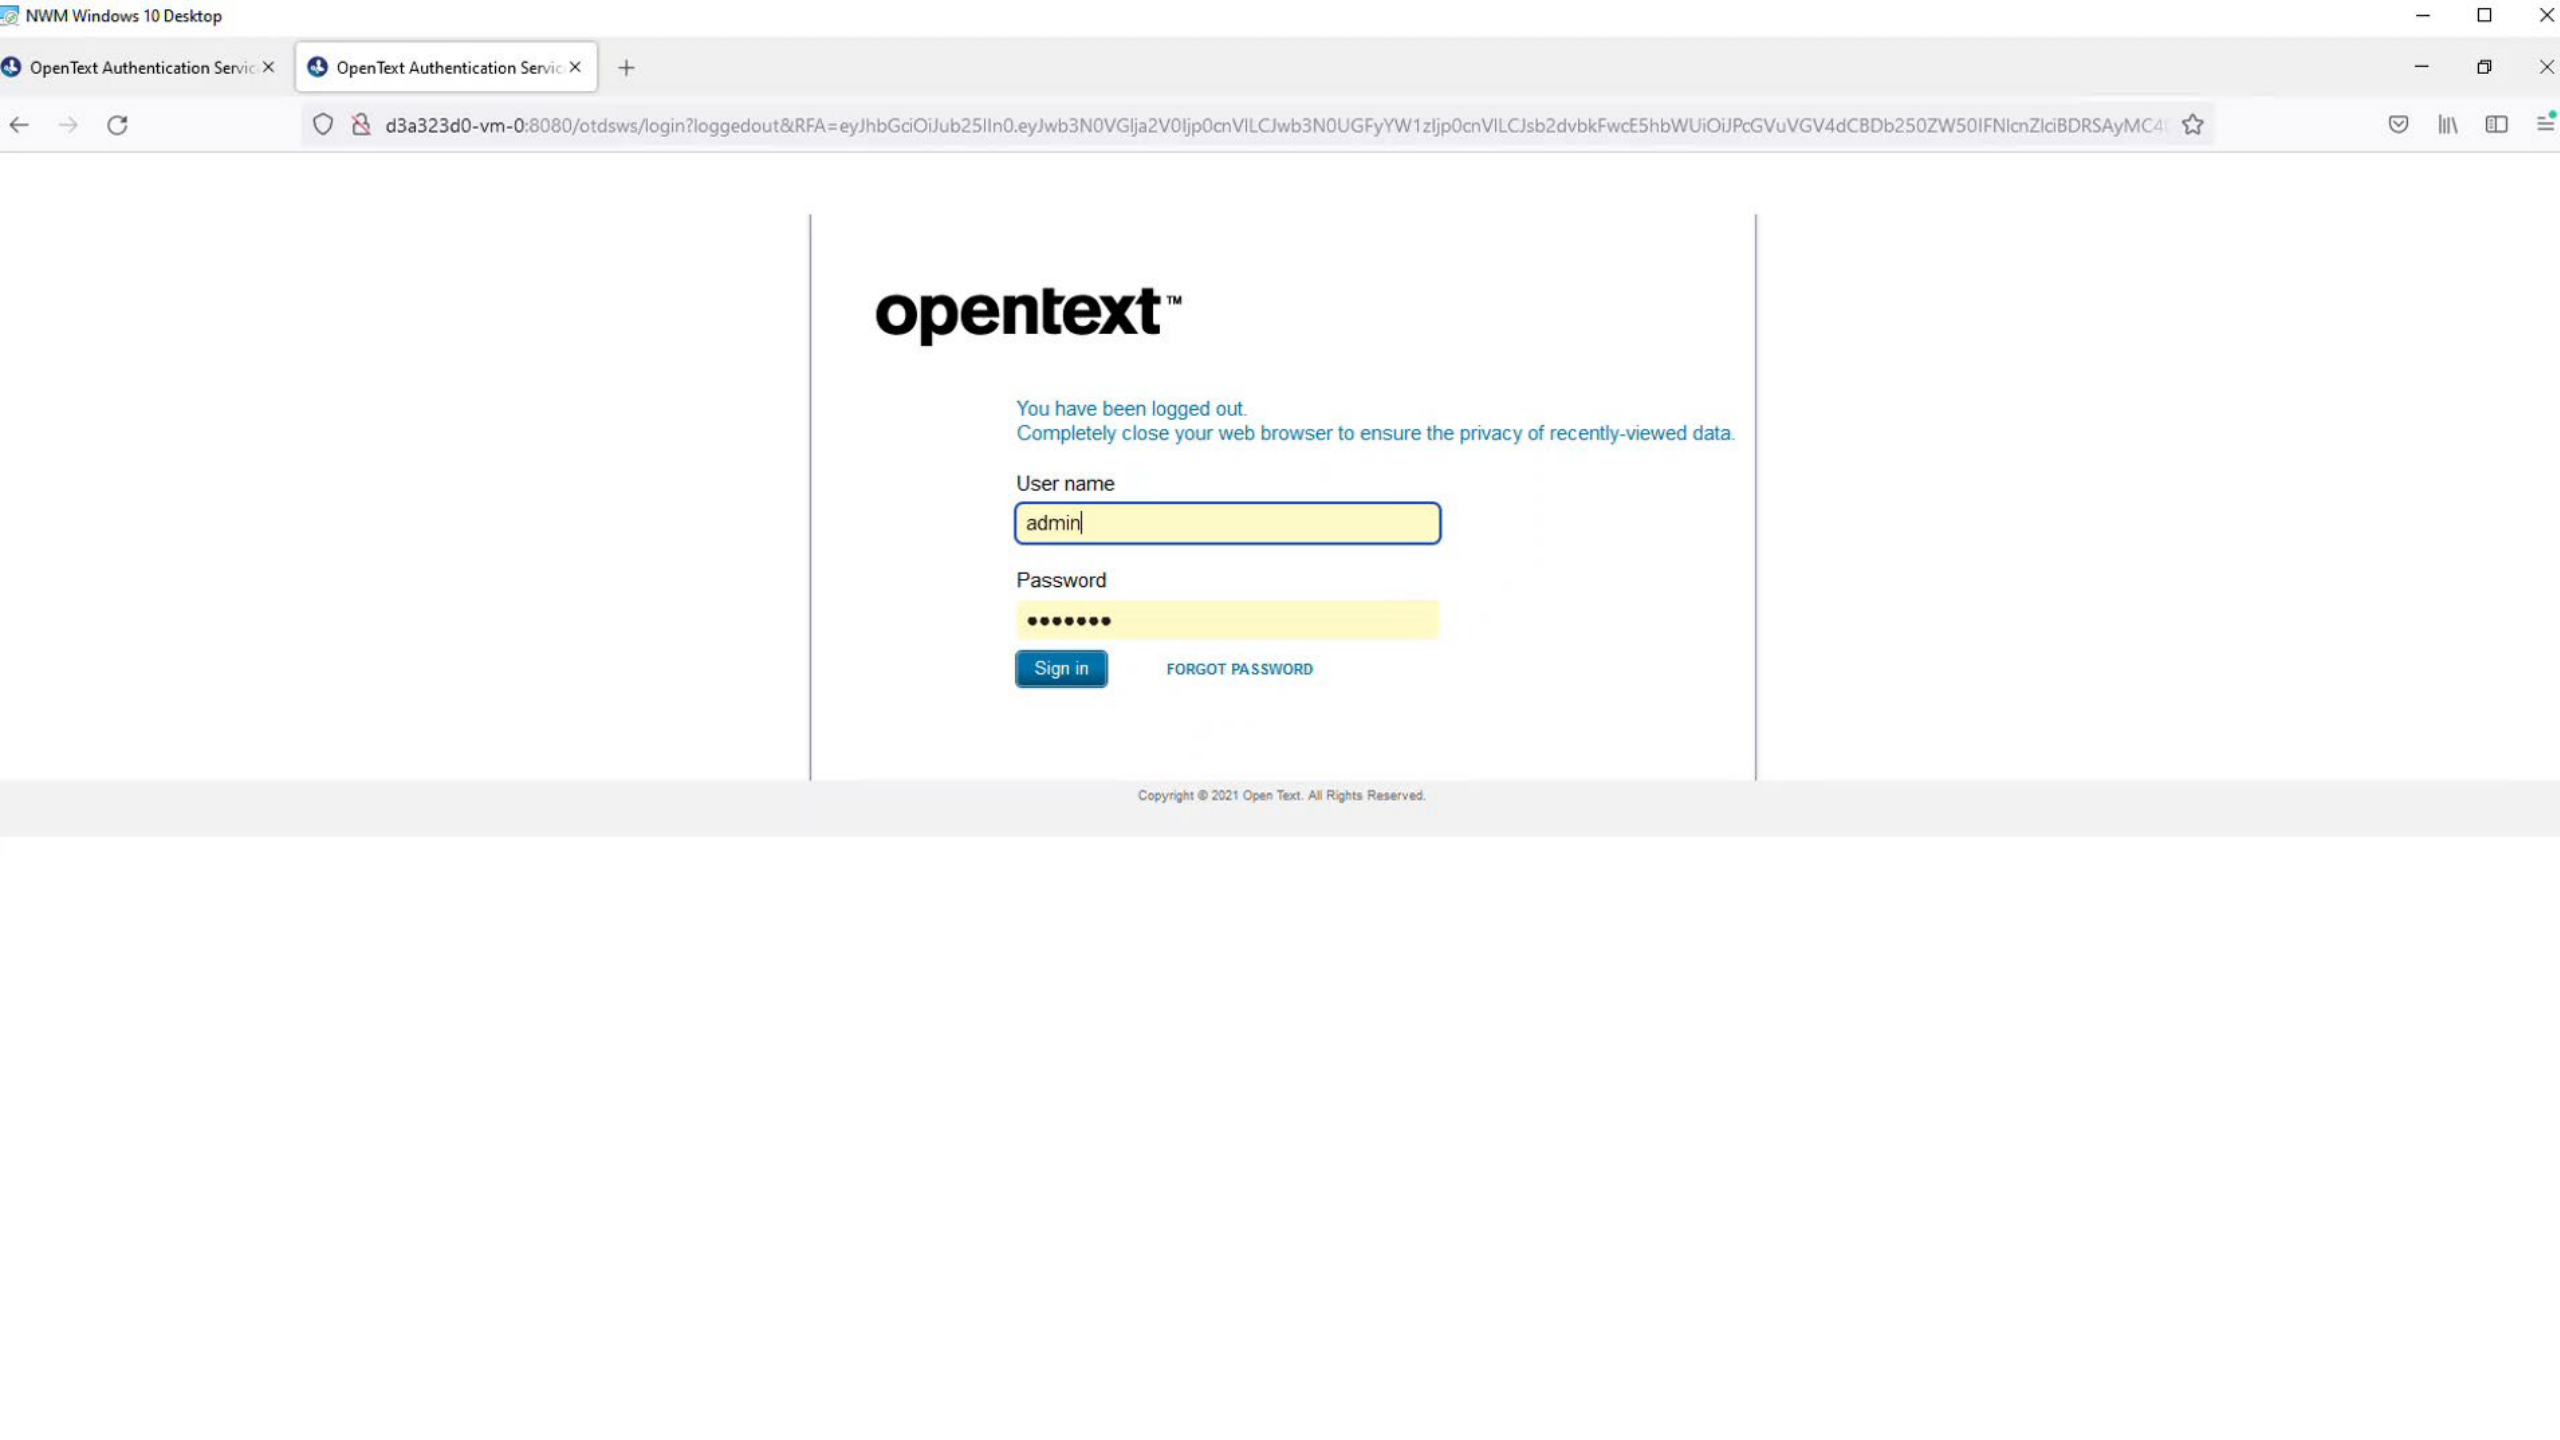 NWM Windows 10 Desktop
OpenText Authentication Servic
OpenText Authentication Servic
d3a323d0-vm-0:8080/otdsws/login?loggedout&RFA=
opentext™
You have been logged out.
Completely close your web browser to ensure the privacy of recently-viewed data.
User name
admin
Password
Sign in
FORGOT PASSWORD
Copyright © 2021 Open Text. All Rights Reserved.